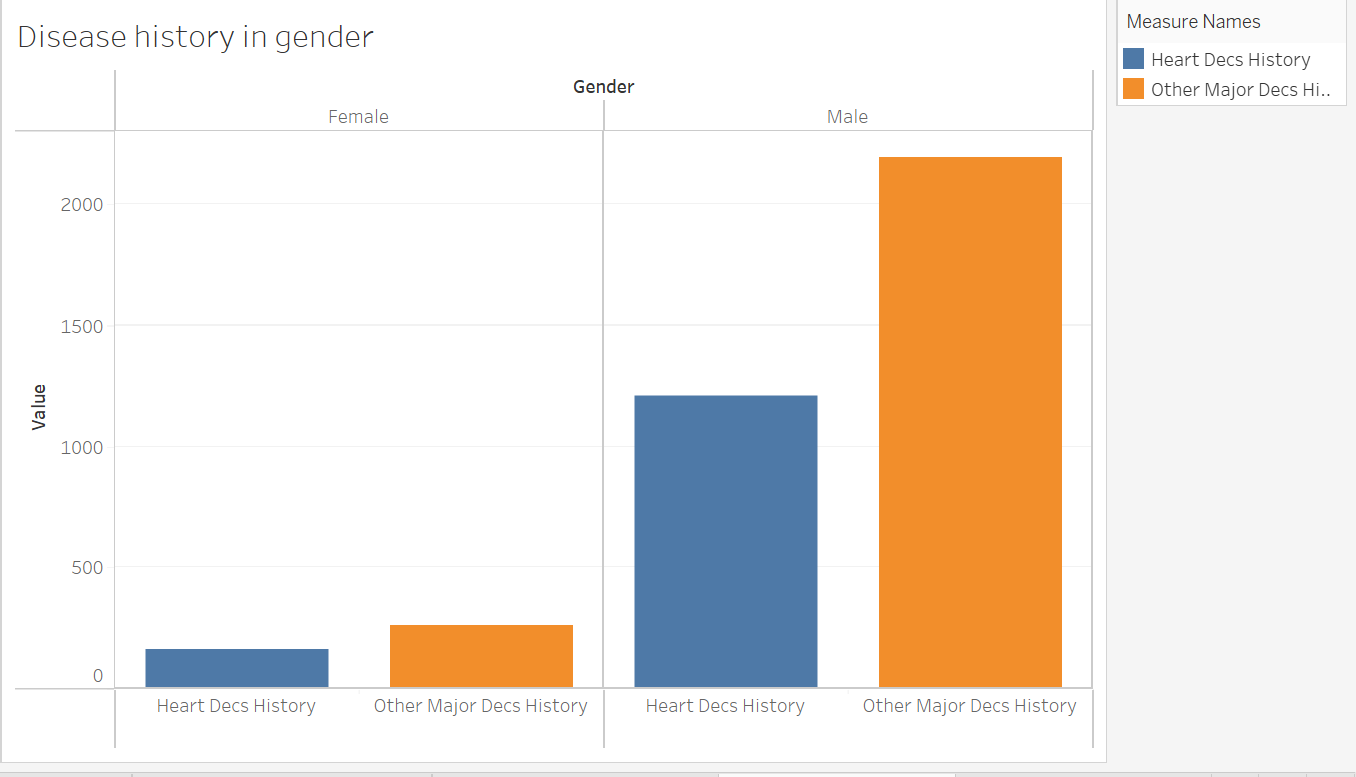 Disease history in gender
Gender
Female
Male
2000
1500
1000
500
0
Value
Heart Decs History
Other Major Decs History
Heart Decs History
Other Major Decs History
Measure Names
Heart Decs History
Other Major Decs Hi..